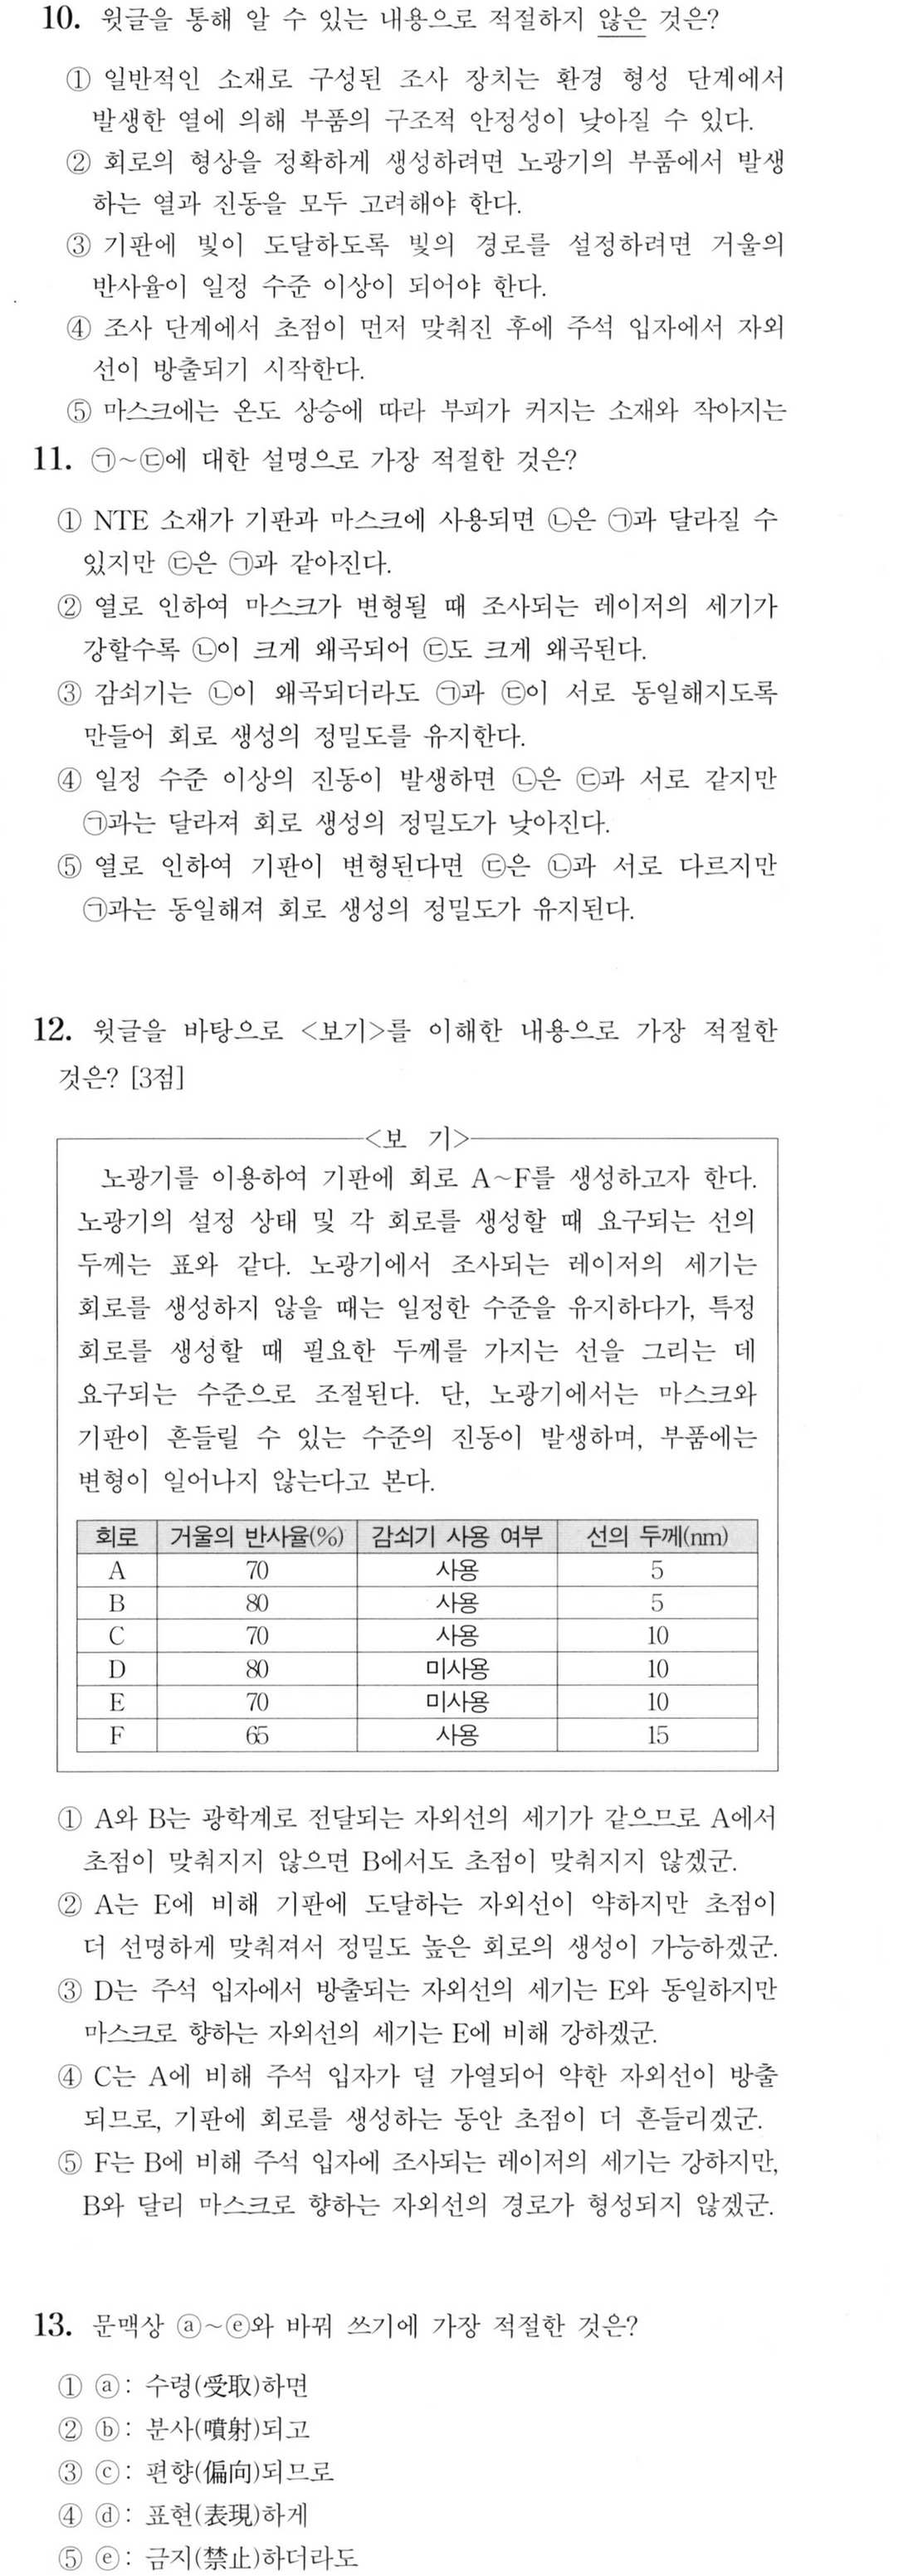 10. 윗글을 통해 알 수 있는 내용으로 적절하지 않은 것은?
① 일반적인 소재로 구성된 조사 장치는 환경 형성 단계에서
발생한 열에 의해 부품의 구조적 안정성이 낮아질 수 있다.
② 회로의 형상을 정확하게 생성하려면 노광기의 부품에서 발생
하는 열과 진동을 모두 고려해야 한다.
③ 기판에 빛이 도달하도록 빛의 경로를 설정하려면 거울의
반사율이 일정 수준 이상이 되어야 한다.
④ 조사 단계에서 초점이 먼저 맞춰진 후에 주석 입자에서 자외
선이 방출되기 시작한다.
⑤ 마스크에는 온도 상승에 따라 부피가 커지는 소재와 작아지는
11. ㉠~㉢에 대한 설명으로 가장 적절한 것은?
① NTE 소재가 기판과 마스크에 사용되면 ㉡은 ㉠과 달라질 수
있지만 ㉢은 ㉠과 같아진다.
② 열로 인하여 마스크가 변형될 때 조사되는 레이저의 세기가
강할수록 ㉡이 크게 왜곡되어 ㉢도 크게 왜곡된다.
③ 감쇠기는 ㉡이 왜곡되더라도 ㉠과 ㉢이 서로 동일해지도록
만들어 회로 생성의 정밀도를 유지한다.
④ 일정 수준 이상의 진동이 발생하면 ㉡은 ㉢과 서로 같지만
㉠과는 달라져 회로 생성의 정밀도가 낮아진다.
⑤ 열로 인하여 기판이 변형된다면 ㉢은 ㉡과 서로 다르지만
㉠과는 동일해져 회로 생성의 정밀도가 유지된다.
12. 윗글을 바탕으로 <보기>를 이해한 내용으로 가장 적절한
것은? [3점]
<보 기>
노광기를 이용하여 기판에 회로 A~F를 생성하고자 한다.
노광기의 설정 상태 및 각 회로를 생성할 때 요구되는 선의
두께는 표와 같다. 노광기에서 조사되는 레이저의 세기는
회로를 생성하지 않을 때는 일정한 수준을 유지하다가, 특정
회로를 생성할 때 필요한 두께를 가지는 선을 그리는 데
요구되는 수준으로 조절된다. 단, 노광기에서는 마스크와
기판이 흔들릴 수 있는 수준의 진동이 발생하며, 부품에는
변형이 일어나지 않는다고 본다.
회로 거울의 반사율(%) 감쇠기 사용 여부 선의 두께(nm)
A 70 사용 5
B 80 사용 5
C 70 사용 10
D 80 미사용 10
E 70 미사용 10
F 65 사용 15
① A와 B는 광학계로 전달되는 자외선의 세기가 같으므로 A에서
초점이 맞춰지지 않으면 B에서도 초점이 맞춰지지 않겠군.
② A는 E에 비해 기판에 도달하는 자외선이 약하지만 초점이
더 선명하게 맞춰져서 정밀도 높은 회로의 생성이 가능하겠군.
③ D는 주석 입자에서 방출되는 자외선의 세기는 E와 동일하지만
마스크로 향하는 자외선의 세기는 E에 비해 강하겠군.
④ C는 A에 비해 주석 입자가 덜 가열되어 약한 자외선이 방출
되므로, 기판에 회로를 생성하는 동안 초점이 더 흔들리겠군.
⑤ F는 B에 비해 주석 입자에 조사되는 레이저의 세기는 강하지만,
B와 달리 마스크로 향하는 자외선의 경로가 형성되지 않겠군.
13. 문맥상 ⓐ~ⓔ와 바꿔 쓰기에 가장 적절한 것은?
① ⓐ: 수령(受取)하면
② ⓑ: 분사(噴射)되고
③ ⓒ: 편향(偏向)되므로
④ ⓓ: 표현(表現)하게
⑤ ⓔ: 금지(禁止)하더라도